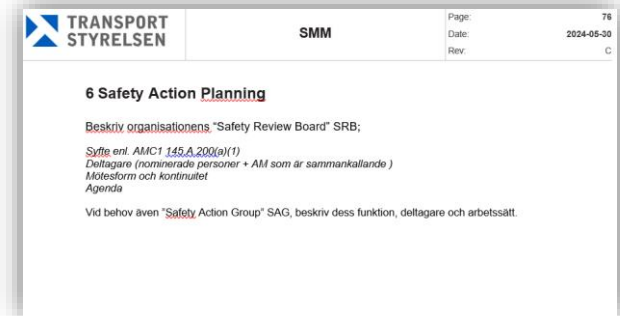 TRANSPORT
STYRELSEN
SMM
Page: 76
Date: 2024-05-30
Rev: C
6 Safety Action Planning
Beskriv organisationens "Safety Review Board" SRB;
Syfte enl. AMC1 145.A.200(a)(1)
Deltagare (nominerade personer + AM som är sammankallande )
Mötesform och kontinuitet
Agenda
Vid behov även "Safety Action Group" SAG, beskriv dess funktion, deltagare och arbetssätt.